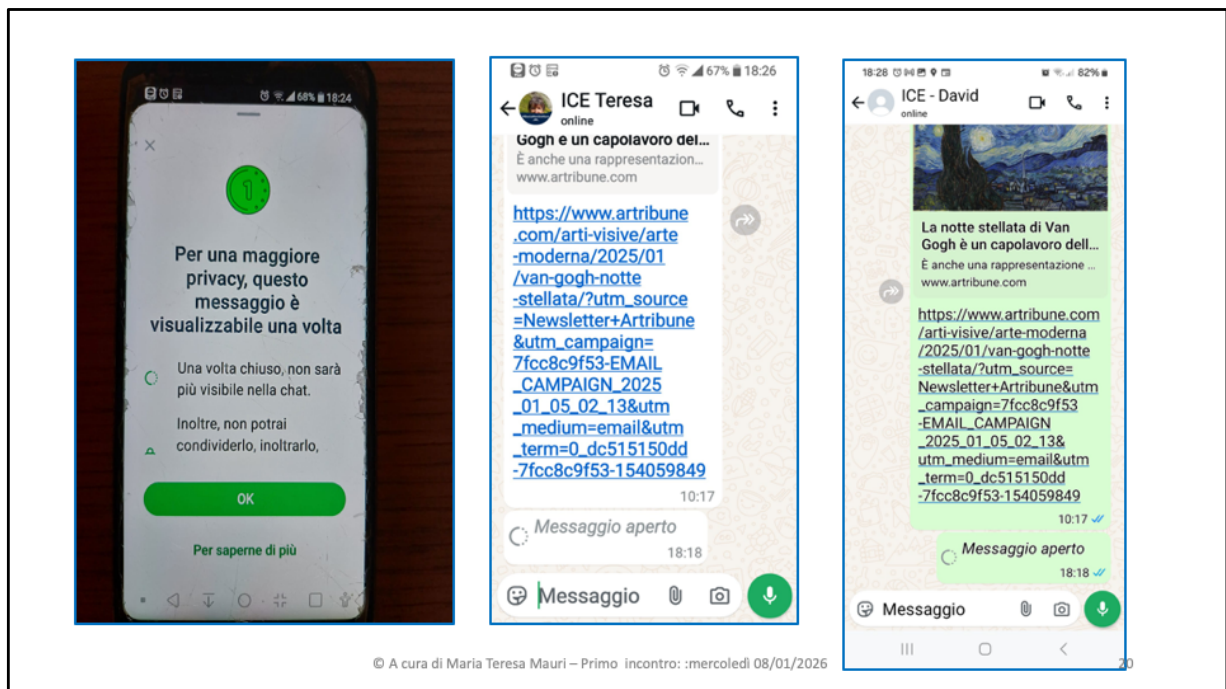 68% 18:24
Per una maggiore
privacy, questo
messaggio è
visualizzabile una volta
Una volta chiuso, non sarà
più visibile nella chat.
Inoltre, non potrai
condividerlo, inoltrarlo,
OK
Per saperne di più
67% 18:26
ICE Teresa
online
Gogh è un capolavoro del...
È anche una rappresentazion...
www.artribune.com
https://www.artribune
.com/arti-visive/arte
-moderna/2025/01
/van-gogh-notte
-stellata/?utm_source
=Newsletter+Artribune
&utm_campaign=
7fcc8c9f53-EMAIL
_CAMPAIGN_2025
_01_05_02_13&utm
_medium=email&utm
_term=0_dc515150dd
-7fcc8c9f53-154059849
10:17
Messaggio aperto
18:18
Messaggio
18:28 82%
ICE - David
online
La notte stellata di Van
Gogh è un capolavoro dell...
È anche una rappresentazione ...
www.artribune.com
https://www.artribune.com
/arti-visive/arte-moderna
/2025/01/van-gogh-notte
-stellata/?utm_source=
Newsletter+Artribune&utm
_campaign=7fcc8c9f53
-EMAIL_CAMPAIGN
_2025_01_05_02_13&
utm_medium=email&utm
_term=0_dc515150dd
-7fcc8c9f53-154059849
10:17
Messaggio aperto
18:18
Messaggio
© A cura di Maria Teresa Mauri – Primo incontro: :mercoledì 08/01/2026
20